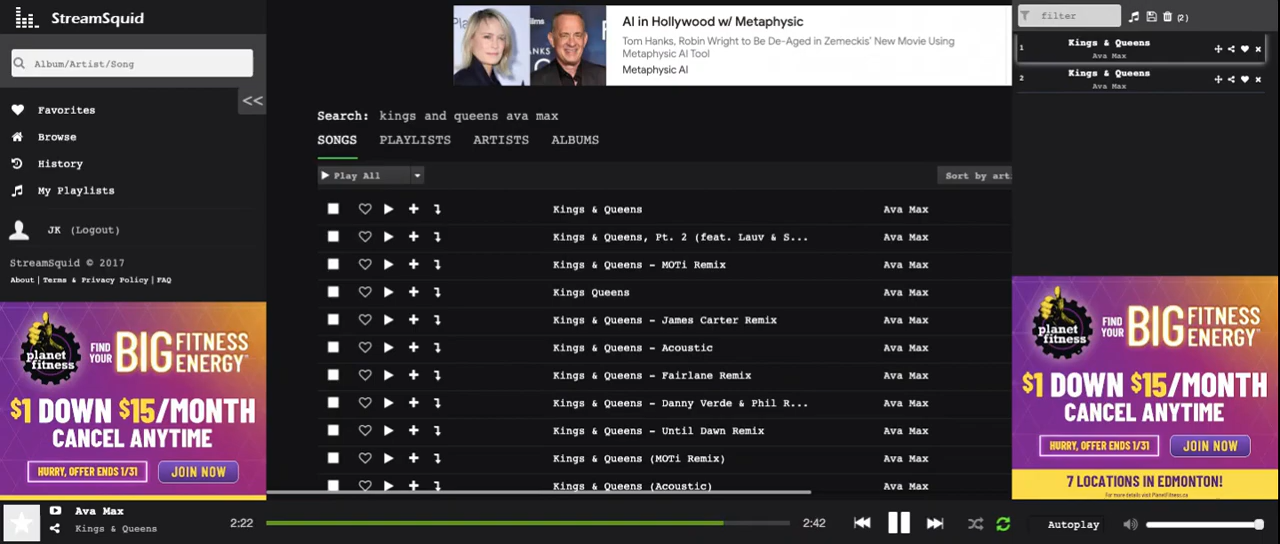 StreamSquid
Album/Artist/Song
<<
Favorites
Browse
History
My Playlists
JK (Logout)
StreamSquid © 2017
About | Terms & Privacy Policy | FAQ
planet fitness
FIND YOUR BIG FITNESS ENERGY
$1 DOWN $15/MONTH
CANCEL ANYTIME
HURRY, OFFER ENDS 1/31
JOIN NOW
AI in Hollywood w/ Metaphysic
Tom Hanks, Robin Wright to Be De-Aged in Zemeckis' New Movie Using
Metaphysic AI Tool
Metaphysic AI
Search: kings and queens ava max
SONGS PLAYLISTS ARTISTS ALBUMS
Play All
Sort by art
Kings & Queens Ava Max
Kings & Queens, Pt. 2 (feat. Lauv & S... Ava Max
Kings & Queens - MOTi Remix Ava Max
Kings Queens Ava Max
Kings & Queens - James Carter Remix Ava Max
Kings & Queens - Acoustic Ava Max
Kings & Queens - Fairlane Remix Ava Max
Kings & Queens - Danny Verde & Phil R... Ava Max
Kings & Queens - Until Dawn Remix Ava Max
Kings & Queens (MOTi Remix) Ava Max
Kings & Queens (Acoustic) Ava Max
filter
(2)
1 Kings & Queens
Ava Max
2 Kings & Queens
Ava Max
planet fitness
FIND YOUR BIG FITNESS ENERGY
$1 DOWN $15/MONTH
CANCEL ANYTIME
HURRY, OFFER ENDS 1/31
JOIN NOW
7 LOCATIONS IN EDMONTON!
For more details visit PlanetFitness.ca
Ava Max
Kings & Queens
2:22
2:42
Autoplay